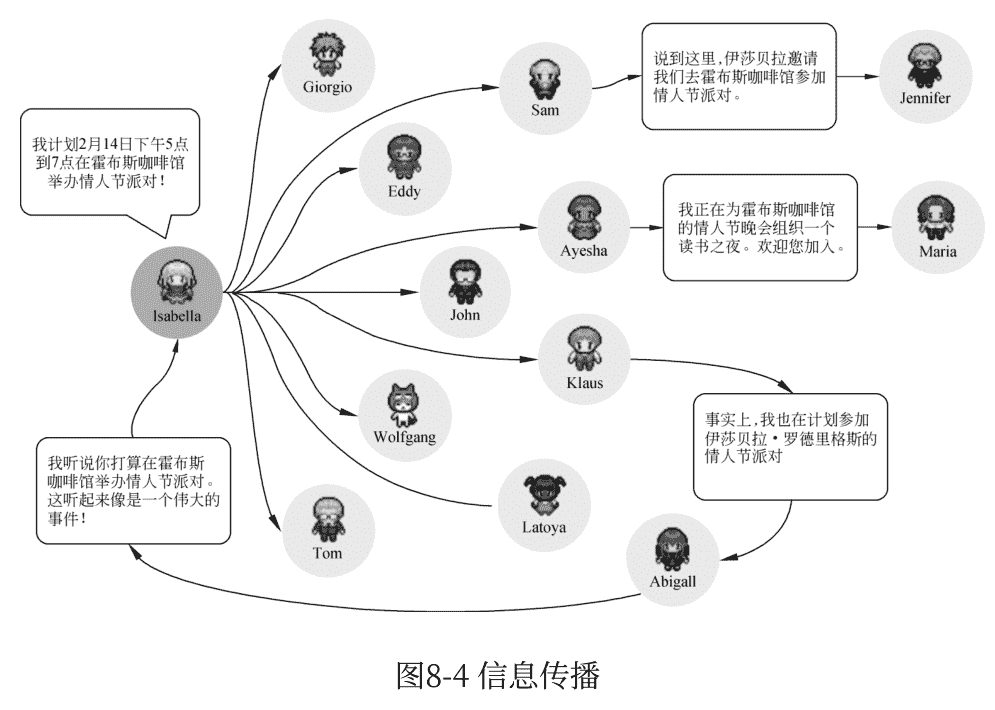 Giorgio
说到这里,伊莎贝拉邀请
我们去霍布斯咖啡馆参加
情人节派对。
Sam
Jennifer
我计划2月14日下午5点
到7点在霍布斯咖啡馆
举办情人节派对!
Eddy
我正在为霍布斯咖啡馆
的情人节晚会组织一个
读书之夜。欢迎您加入。
Ayesha
Maria
Isabella
John
Klaus
事实上,我也在计划参加
伊莎贝拉·罗德里格斯的
情人节派对
Wolfgang
我听说你打算在霍布斯
咖啡馆举办情人节派对。
这听起来像是一个伟大的
事件!
Latoya
Tom
Abigall
图8-4 信息传播